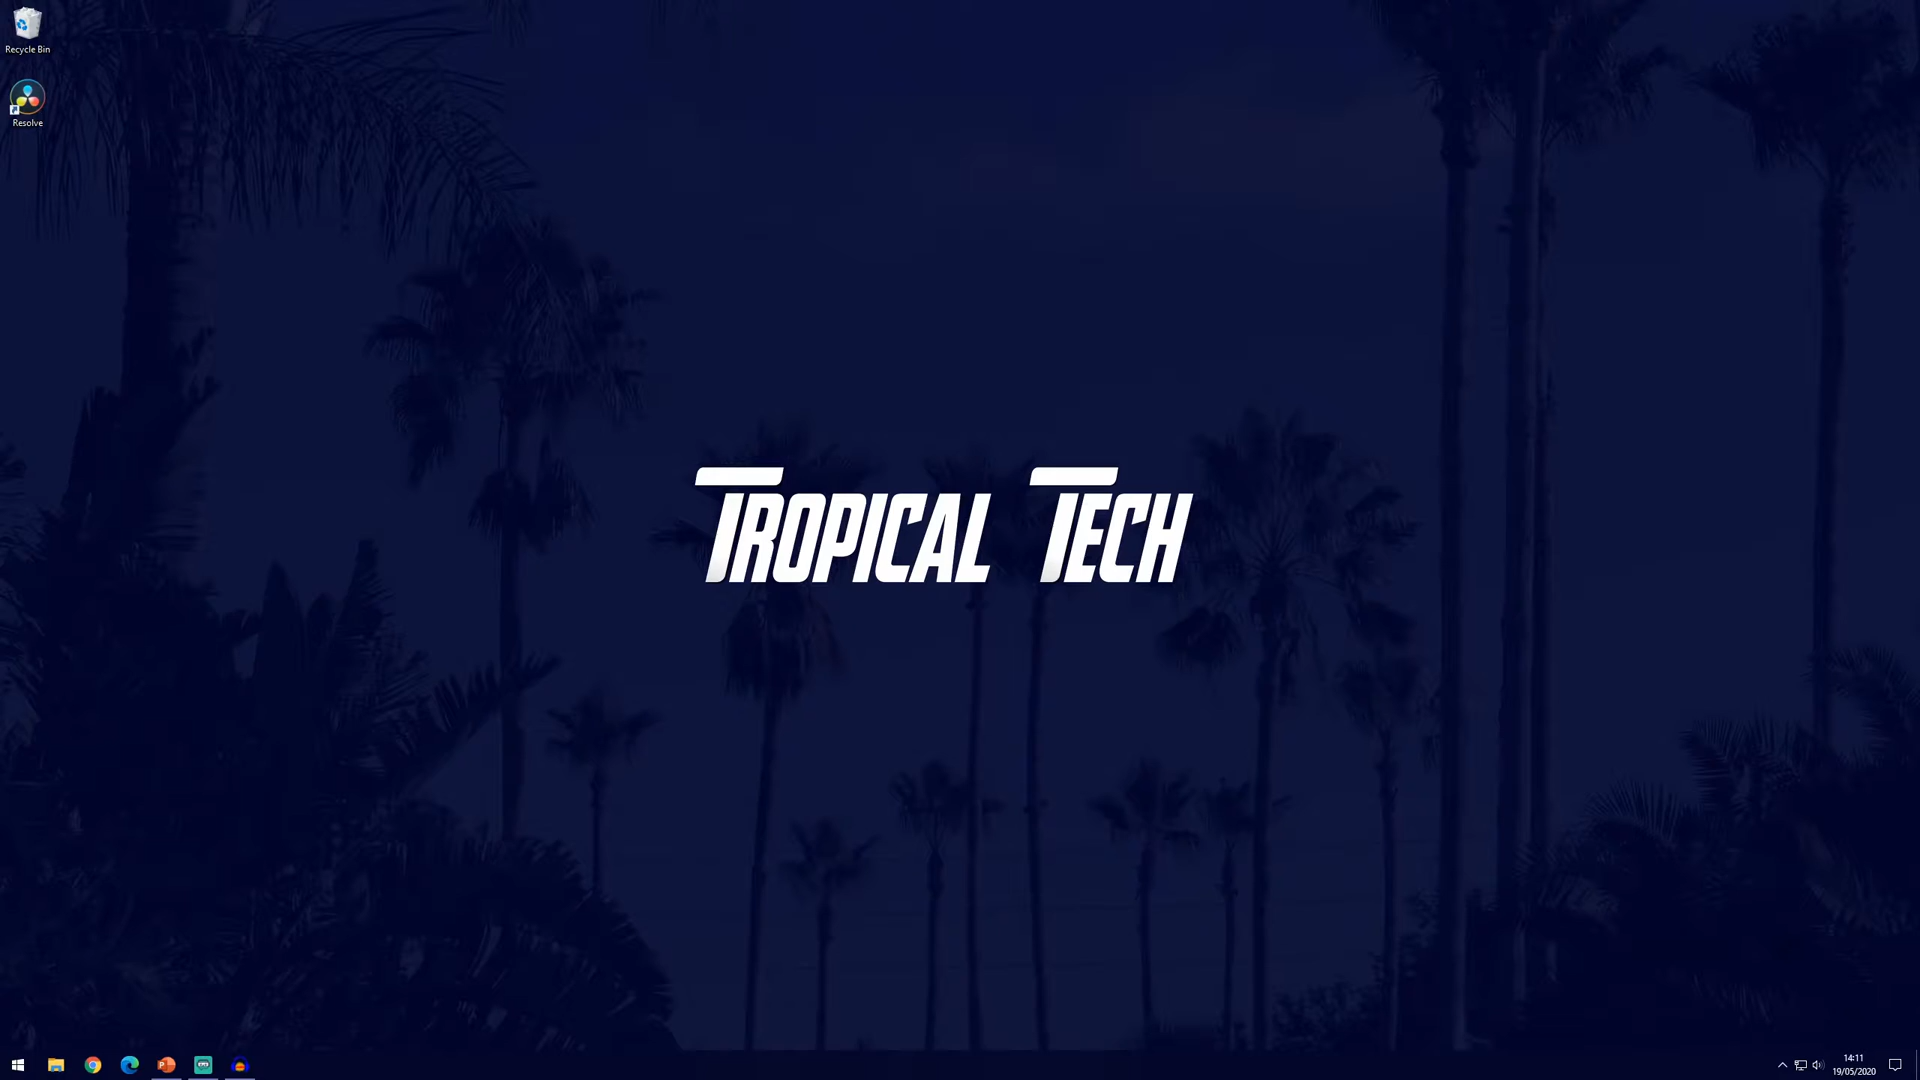 Recycle Bin
Resolve
TROPICAL TECH
14:11
19/05/2020